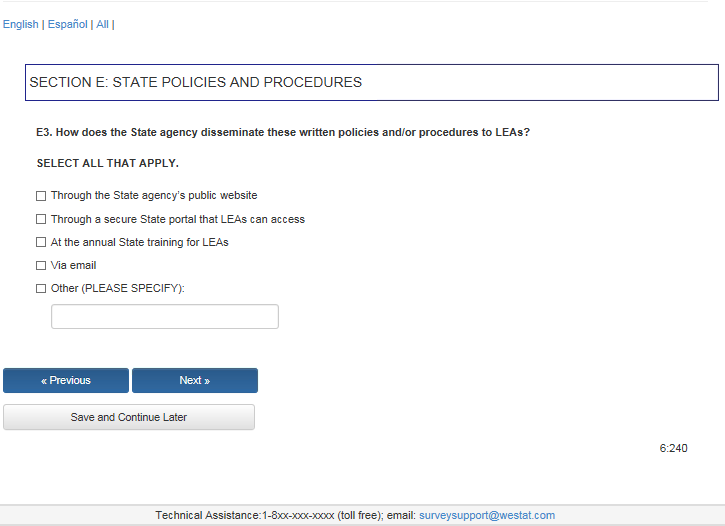 English | Español | All |
SECTION E: STATE POLICIES AND PROCEDURES
E3. How does the State agency disseminate these written policies and/or procedures to LEAs?
SELECT ALL THAT APPLY.
Through the State agency's public website
Through a secure State portal that LEAs can access
At the annual State training for LEAs
Via email
Other (PLEASE SPECIFY):
« Previous Next »
Save and Continue Later
6:240
Technical Assistance:1-8xx-xxx-xxxx (toll free); email: surveysupport@westat.com